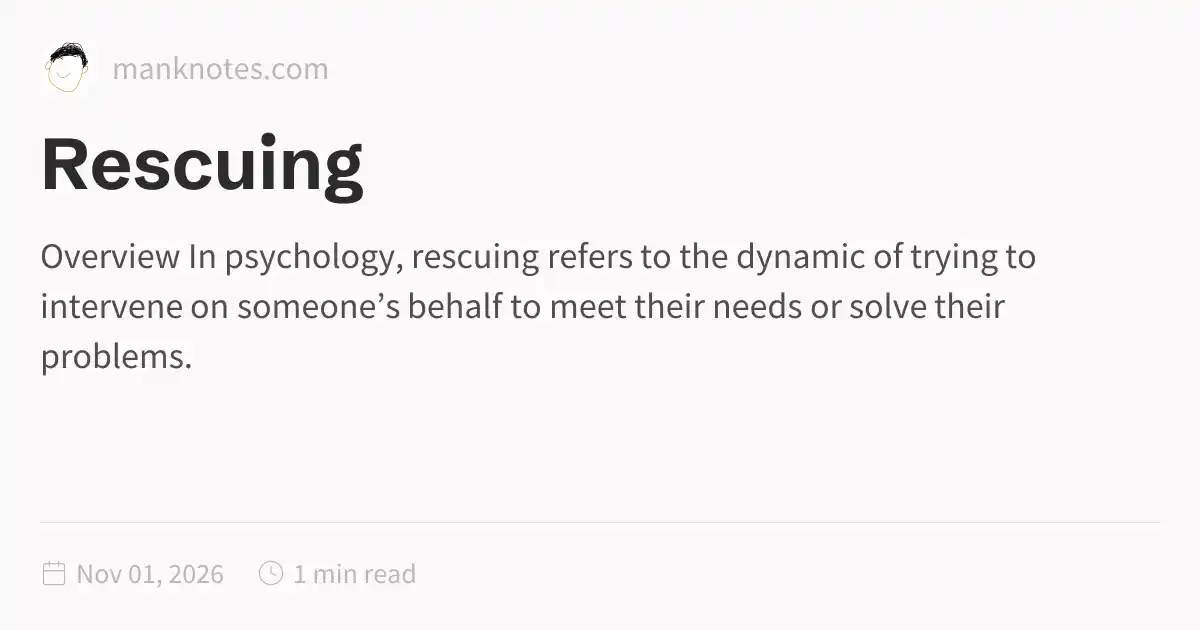 manknotes.com
Rescuing
Overview In psychology, rescuing refers to the dynamic of trying to
intervene on someone’s behalf to meet their needs or solve their
problems.
Nov 01, 2026
1 min read